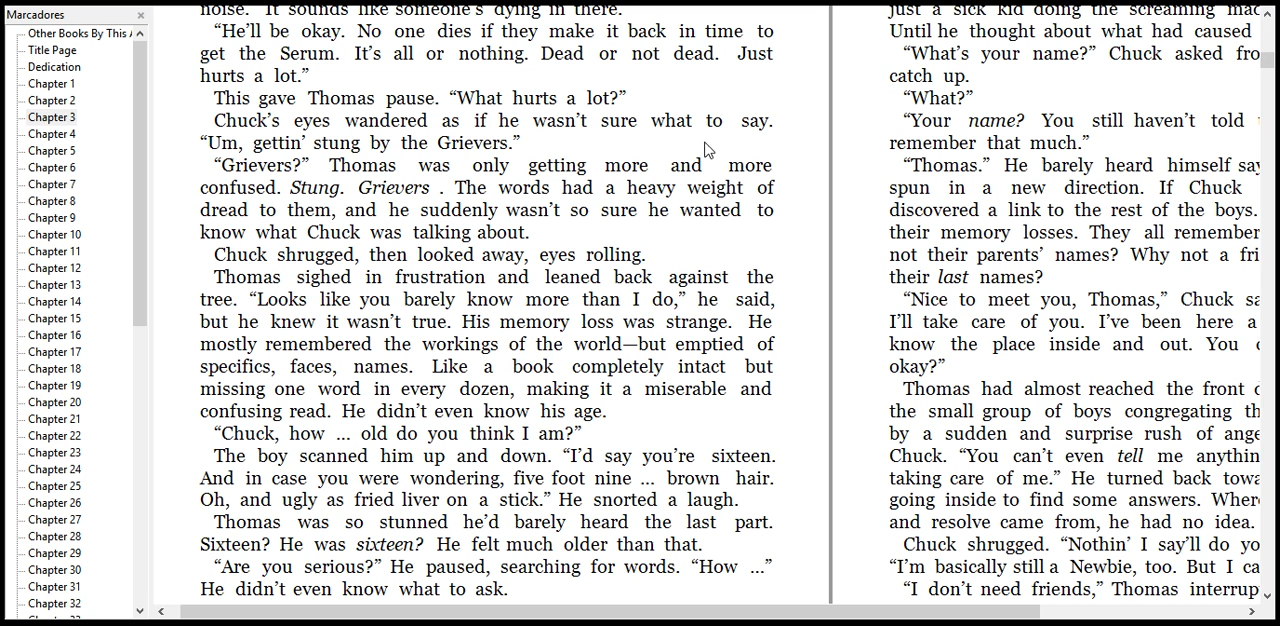 Marcadores
Other Books By This A
Title Page
Dedication
Chapter 1
Chapter 2
Chapter 3
Chapter 4
Chapter 5
Chapter 6
Chapter 7
Chapter 8
Chapter 9
Chapter 10
Chapter 11
Chapter 12
Chapter 13
Chapter 14
Chapter 15
Chapter 16
Chapter 17
Chapter 18
Chapter 19
Chapter 20
Chapter 21
Chapter 22
Chapter 23
Chapter 24
Chapter 25
Chapter 26
Chapter 27
Chapter 28
Chapter 29
Chapter 30
Chapter 31
Chapter 32
noise. "It sounds like someone's dying in there."
“He’ll be okay. No one dies if they make it back in time to
get the Serum. It’s all or nothing. Dead or not dead. Just
hurts a lot.”
This gave Thomas pause. “What hurts a lot?”
Chuck’s eyes wandered as if he wasn’t sure what to say.
“Um, gettin’ stung by the Grievers.”
“Grievers?” Thomas was only getting more and more
confused. Stung. Grievers . The words had a heavy weight of
dread to them, and he suddenly wasn’t so sure he wanted to
know what Chuck was talking about.
Chuck shrugged, then looked away, eyes rolling.
Thomas sighed in frustration and leaned back against the
tree. “Looks like you barely know more than I do,” he said,
but he knew it wasn’t true. His memory loss was strange. He
mostly remembered the workings of the world—but emptied of
specifics, faces, names. Like a book completely intact but
missing one word in every dozen, making it a miserable and
confusing read. He didn’t even know his age.
“Chuck, how ... old do you think I am?”
The boy scanned him up and down. “I’d say you’re sixteen.
And in case you were wondering, five foot nine ... brown hair.
Oh, and ugly as fried liver on a stick.” He snorted a laugh.
Thomas was so stunned he’d barely heard the last part.
Sixteen? He was sixteen? He felt much older than that.
“Are you serious?” He paused, searching for words. “How ...”
He didn’t even know what to ask.
just a sick kid doing the screaming
Until he thought about what had caused
“What’s your name?” Chuck asked fro
catch up.
“What?”
“Your name? You still haven’t told
remember that much.”
“Thomas.” He barely heard himself say
spun in a new direction. If Chuck
discovered a link to the rest of the boys.
their memory losses. They all remember
not their parents’ names? Why not a fri
their last names?
“Nice to meet you, Thomas,” Chuck sa
I’ll take care of you. I’ve been here a
know the place inside and out. You
okay?”
Thomas had almost reached the front
the small group of boys congregating th
by a sudden and surprise rush of ange
Chuck. “You can’t even tell me anythin
taking care of me.” He turned back towa
going inside to find some answers. Wher
and resolve came from, he had no idea.
Chuck shrugged. “Nothin’ I say’ll do yo
“I’m basically still a Newbie, too. But I ca
“I don’t need friends,” Thomas interrup